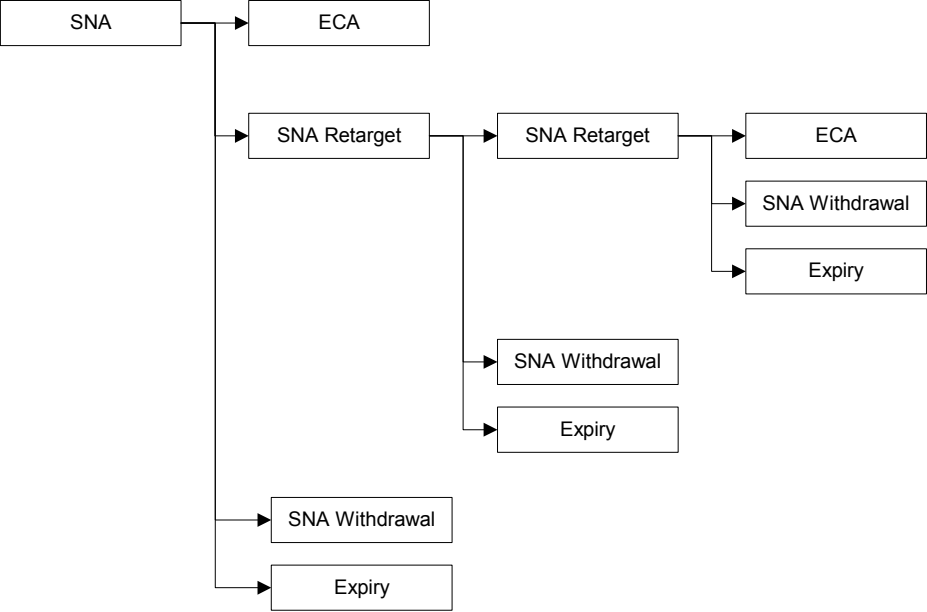 SNA
ECA
SNA Retarget
SNA Retarget
ECA
SNA Withdrawal
Expiry
SNA Withdrawal
Expiry
SNA Withdrawal
Expiry